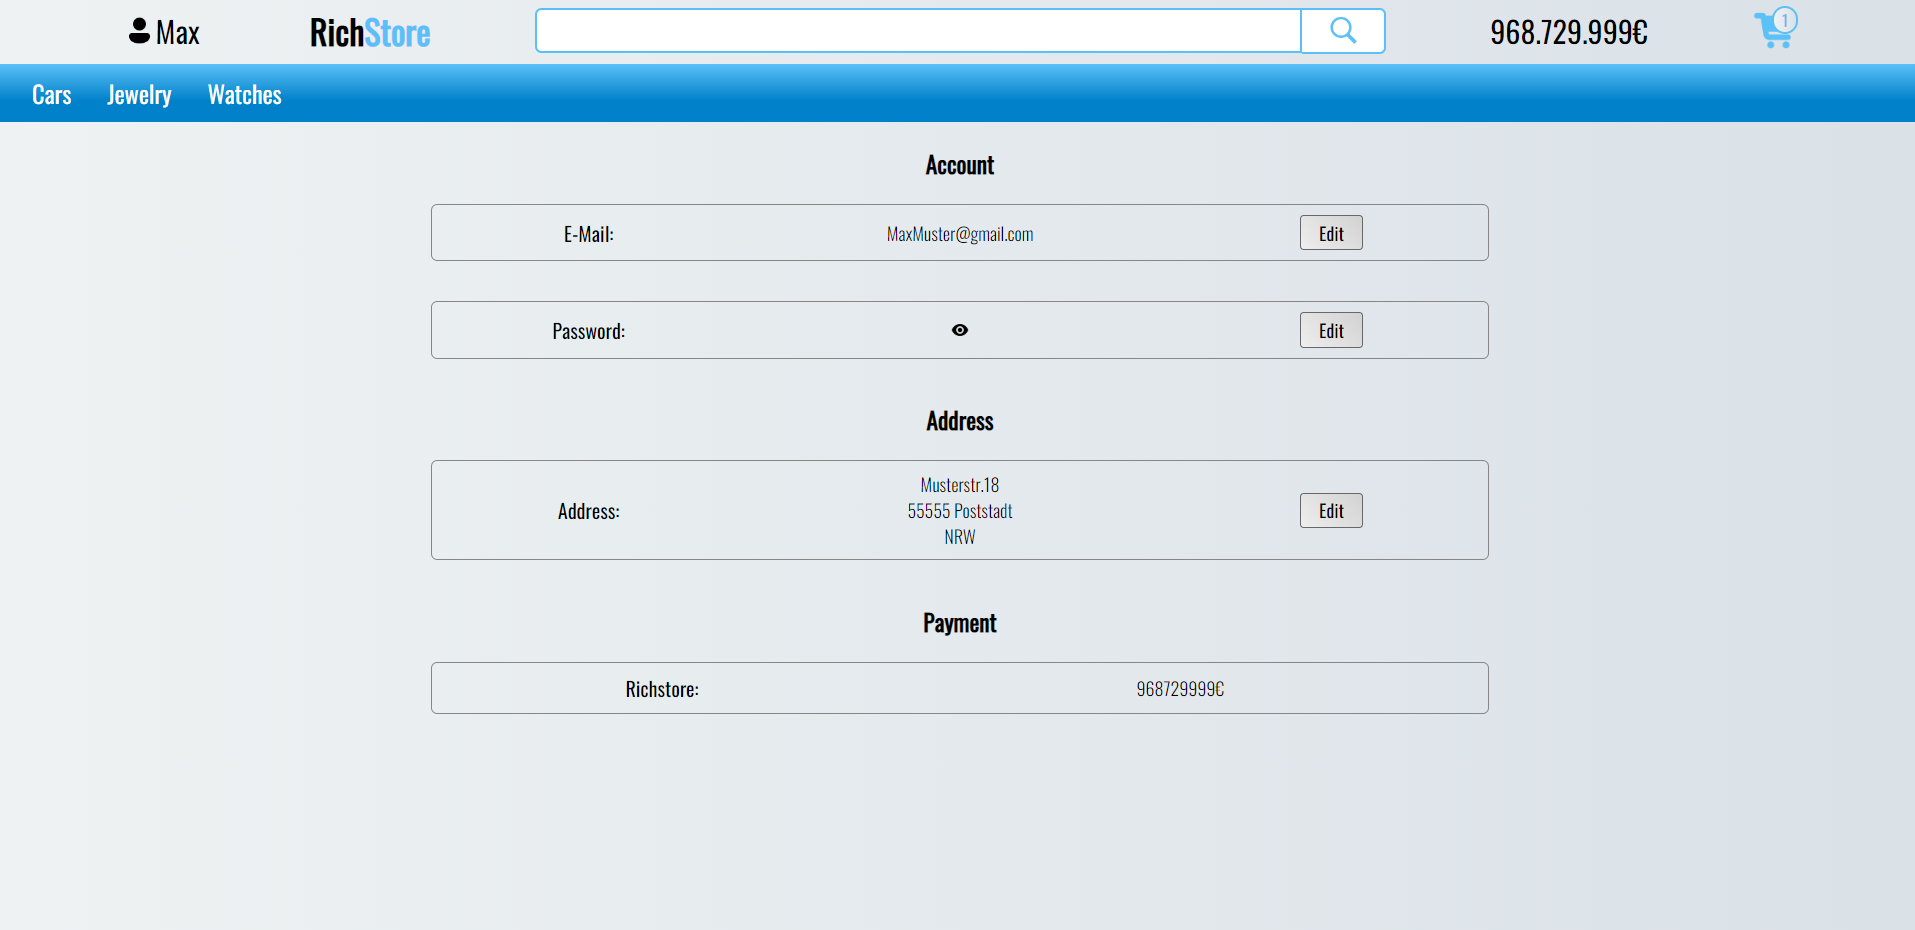 Max
RichStore
968.729.999€
1
Cars Jewelry Watches
Account
E-Mail: MaxMuster@gmail.com Edit
Password: Edit
Address
Address:
Musterstr.18
55555 Poststadt
NRW
Edit
Payment
Richstore: 968729999€